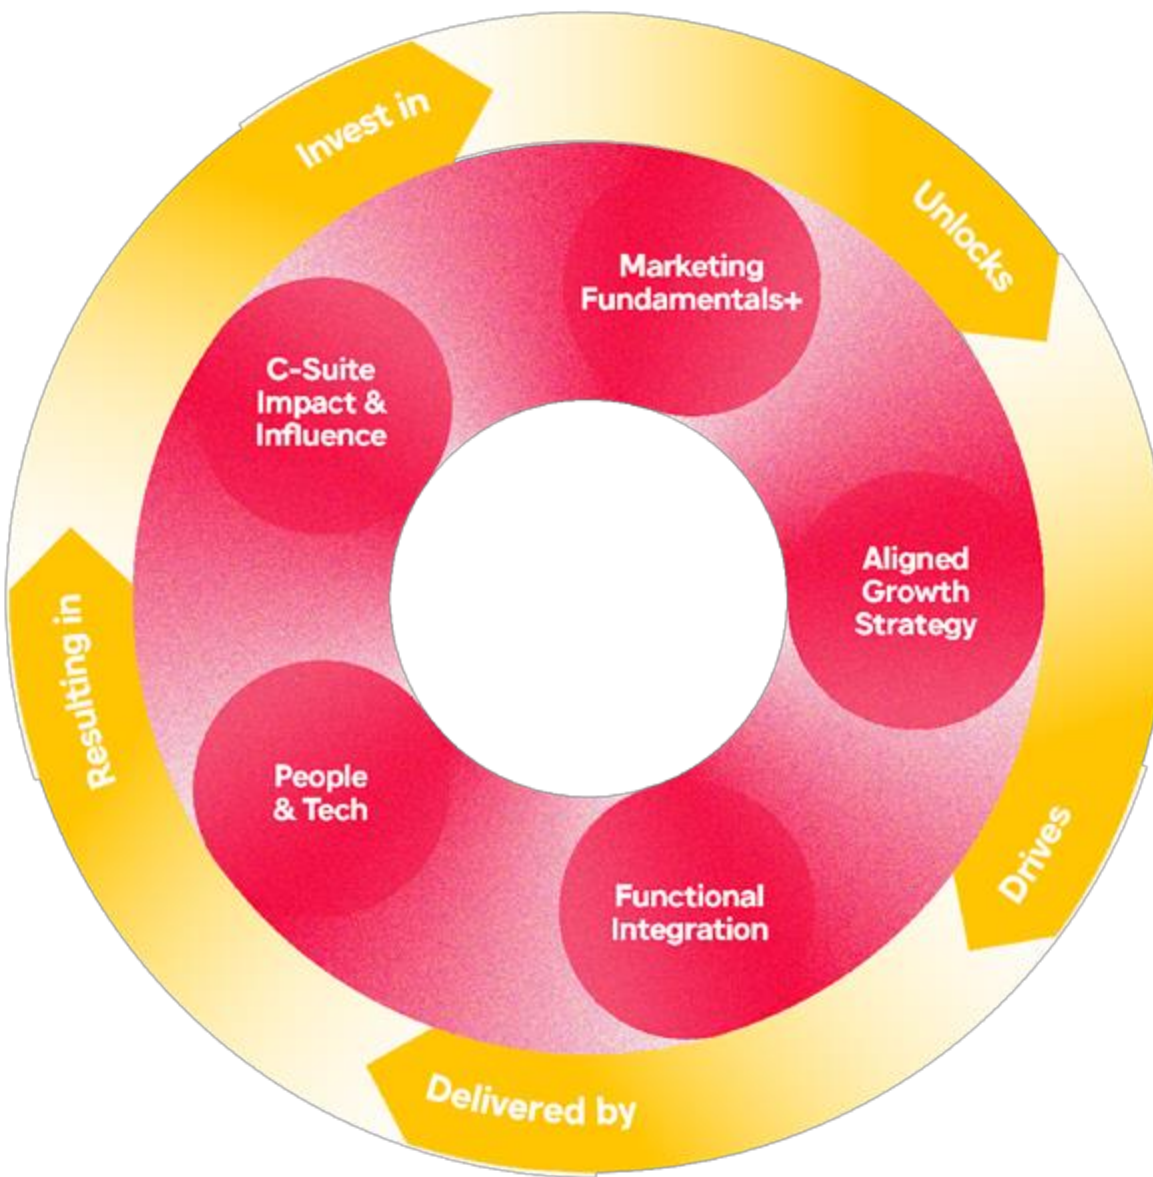 Invest in
Marketing
Fundamentals+
Unlocks
Aligned
Growth
Strategy
Drives
Functional
Integration
Delivered by
People
& Tech
Resulting in
C-Suite
Impact &
Influence